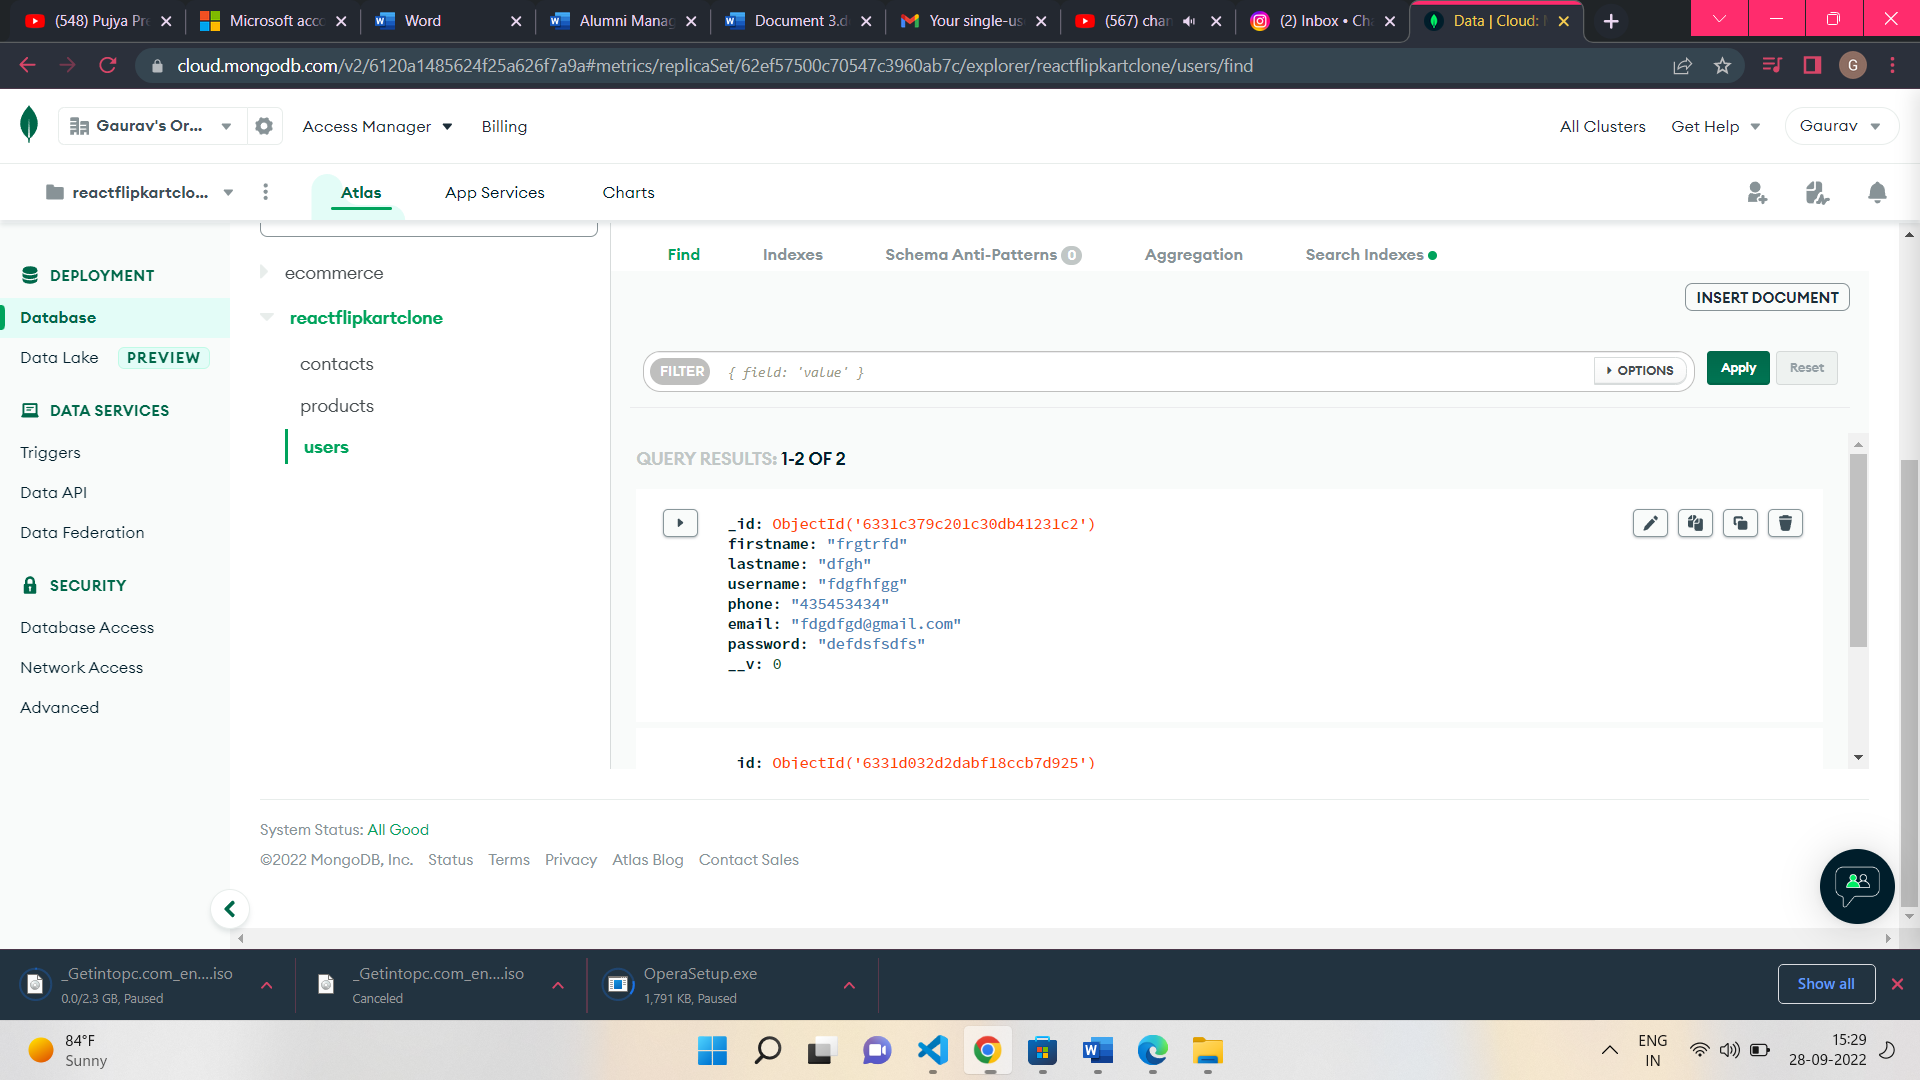 (548) Pujya Pre
Microsoft acco
Word
Alumni Manag
Document 3.d
Your single-us
(567) chan
(2) Inbox • Ch
Data | Cloud: M
cloud.mongodb.com/v2/6120a1485624f25a626f7a9a#metrics/replicaSet/62ef57500c70547c3960ab7c/explorer/reactflipkartclone/users/find
G
Gaurav's Or...
Access Manager
Billing
All Clusters
Get Help
Gaurav
reactflipkartclo...
Atlas
App Services
Charts
DEPLOYMENT
Database
Data Lake PREVIEW
DATA SERVICES
Triggers
Data API
Data Federation
SECURITY
Database Access
Network Access
Advanced
ecommerce
reactflipkartclone
contacts
products
users
Find
Indexes
Schema Anti-Patterns 0
Aggregation
Search Indexes
INSERT DOCUMENT
FILTER { field: 'value' }
OPTIONS
Apply
Reset
QUERY RESULTS: 1-2 OF 2
_id: ObjectId('6331c379c201c30db41231c2')
firstname: "frgtrfd"
lastname: "dfgh"
username: "fdgfhfgg"
phone: "435453434"
email: "fdgdfgd@gmail.com"
password: "defdsfsdfs"
__v: 0
_id: ObjectId('6331d032d2dabf18ccb7d925')
System Status: All Good
©2022 MongoDB, Inc. Status Terms Privacy Atlas Blog Contact Sales
_Getintopc.com_en....iso
0.0/2.3 GB, Paused
_Getintopc.com_en....iso
Canceled
OperaSetup.exe
1,791 KB, Paused
Show all
84°F
Sunny
ENG
IN
15:29
28-09-2022